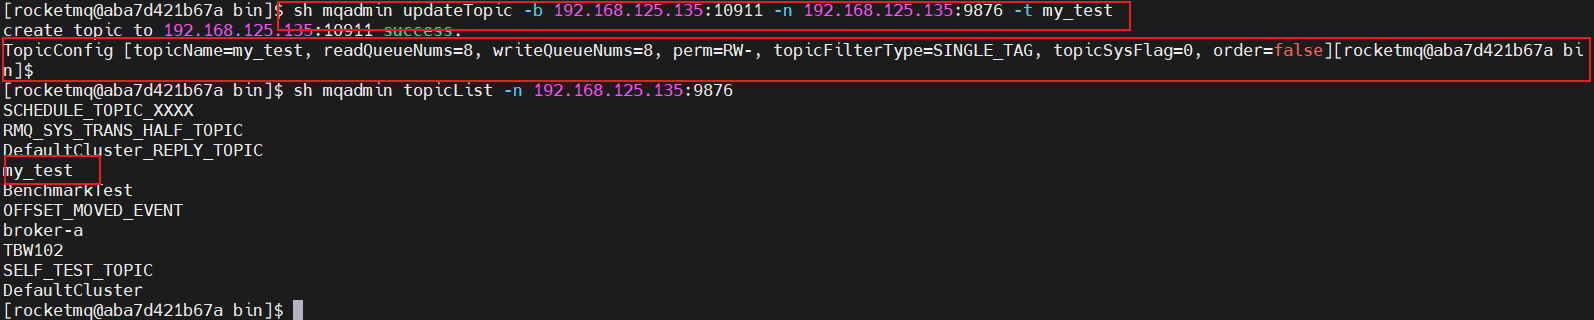 [rocketmq@aba7d421b67a bin]$ sh mqadmin updateTopic -b 192.168.125.135:10911 -n 192.168.125.135:9876 -t my_test
create topic to 192.168.125.135:10911 success.
TopicConfig [topicName=my_test, readQueueNums=8, writeQueueNums=8, perm=RW-, topicFilterType=SINGLE_TAG, topicSysFlag=0, order=false][rocketmq@aba7d421b67a bi
n]$
[rocketmq@aba7d421b67a bin]$ sh mqadmin topicList -n 192.168.125.135:9876
SCHEDULE_TOPIC_XXXX
RMQ_SYS_TRANS_HALF_TOPIC
DefaultCluster_REPLY_TOPIC
my_test
BenchmarkTest
OFFSET_MOVED_EVENT
broker-a
TBW102
SELF_TEST_TOPIC
DefaultCluster
[rocketmq@aba7d421b67a bin]$